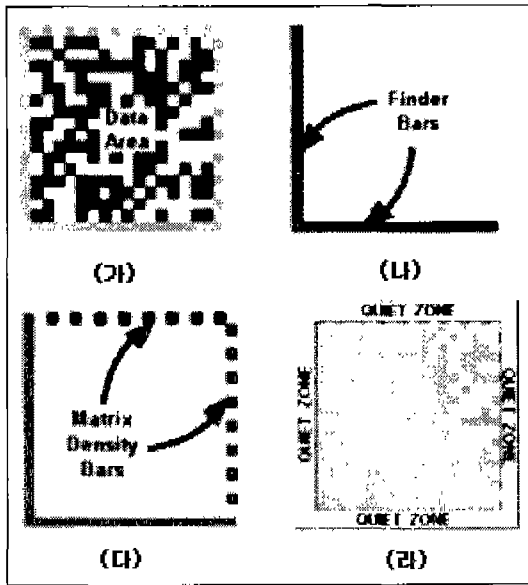 Data
Area
(가)
Finder
Bars
(나)
Matrix
Density
Bars
(다)
QUIET ZONE
QUIET ZONE
QUIET ZONE
QUIET ZONE
(라)